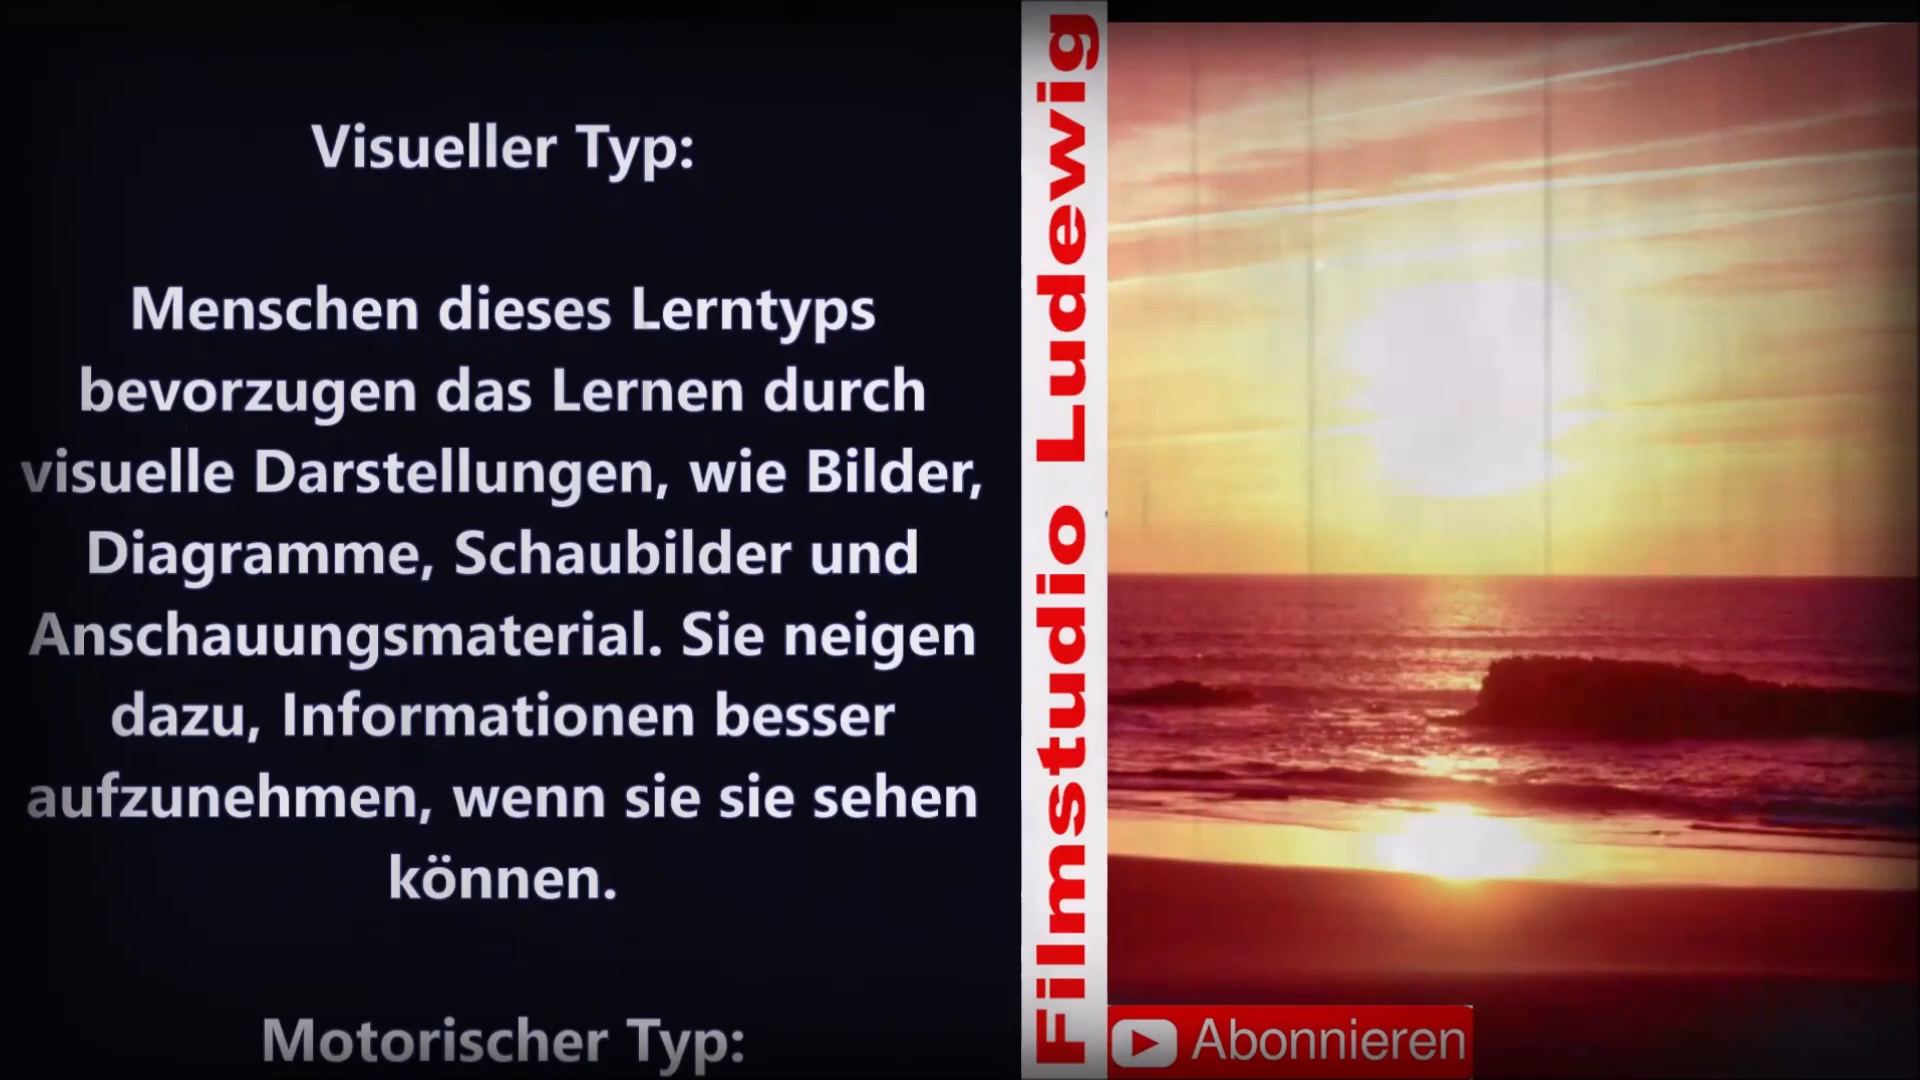 Visueller Typ:
Menschen dieses Lerntyps
bevorzugen das Lernen durch
visuelle Darstellungen, wie Bilder,
Diagramme, Schaubilder und
Anschauungsmaterial. Sie neigen
dazu, Informationen besser
aufzunehmen, wenn sie sie sehen
können.
Motorischer Typ:
Filmstudio Ludewig
Abonnieren